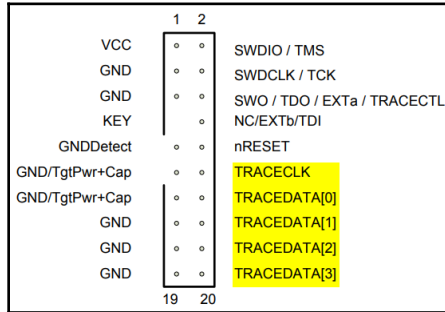 1 2
VCC SWDIO / TMS
GND SWDCLK / TCK
GND SWO / TDO / EXTa / TRACECTL
KEY NC/EXTb/TDI
GNDDetect nRESET
GND/TgtPwr+Cap TRACECLK
GND/TgtPwr+Cap TRACEDATA[0]
GND TRACEDATA[1]
GND TRACEDATA[2]
GND TRACEDATA[3]
19 20